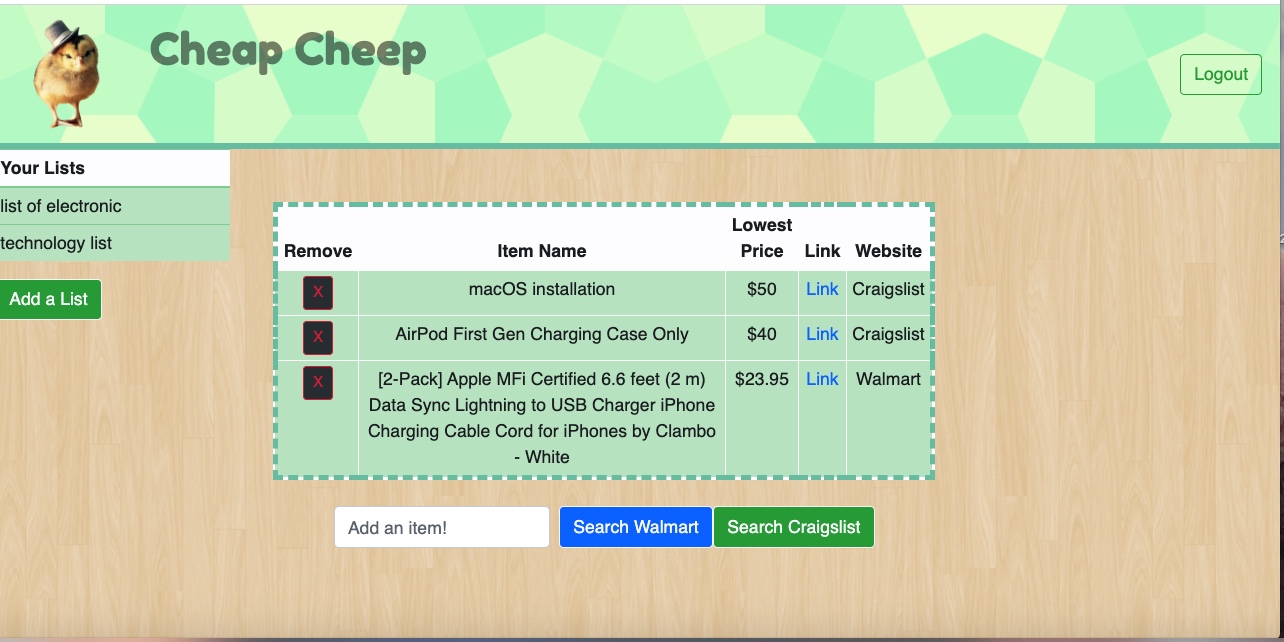 Cheap Cheep
Logout
Your Lists
list of electronic
technology list
Add a List
Remove Item Name Lowest Price Link Website
X macOS installation $50 Link Craigslist
X AirPod First Gen Charging Case Only $40 Link Craigslist
X [2-Pack] Apple MFi Certified 6.6 feet (2 m) $23.95 Link Walmart
Data Sync Lightning to USB Charger iPhone
Charging Cable Cord for iPhones by Clambo
- White
Add an item! Search Walmart Search Craigslist